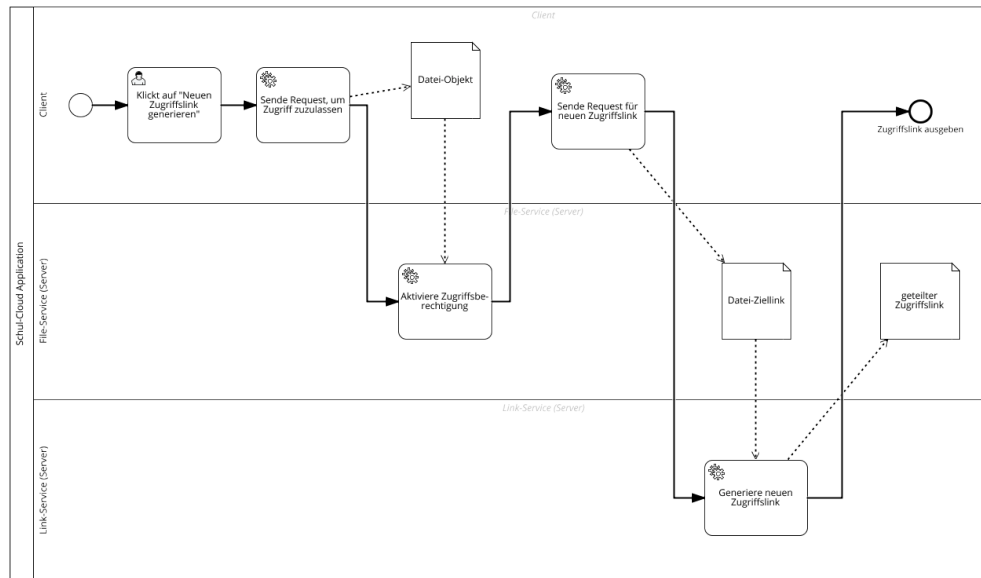 Client
Schul-Cloud Application
Client
Klickt auf "Neuen
Zugriffslink
generieren"
Sende Request, um
Zugriff zuzulassen
Datei-Objekt
Sende Request für
neuen Zugriffslink
Zugriffslink ausgeben
File-Service (Server)
File-Service (Server)
Aktiviere Zugriffsbe-
rechtigung
Datei-Ziellink
geteilter
Zugriffslink
Link-Service (Server)
Link-Service (Server)
Generiere neuen
Zugriffslink